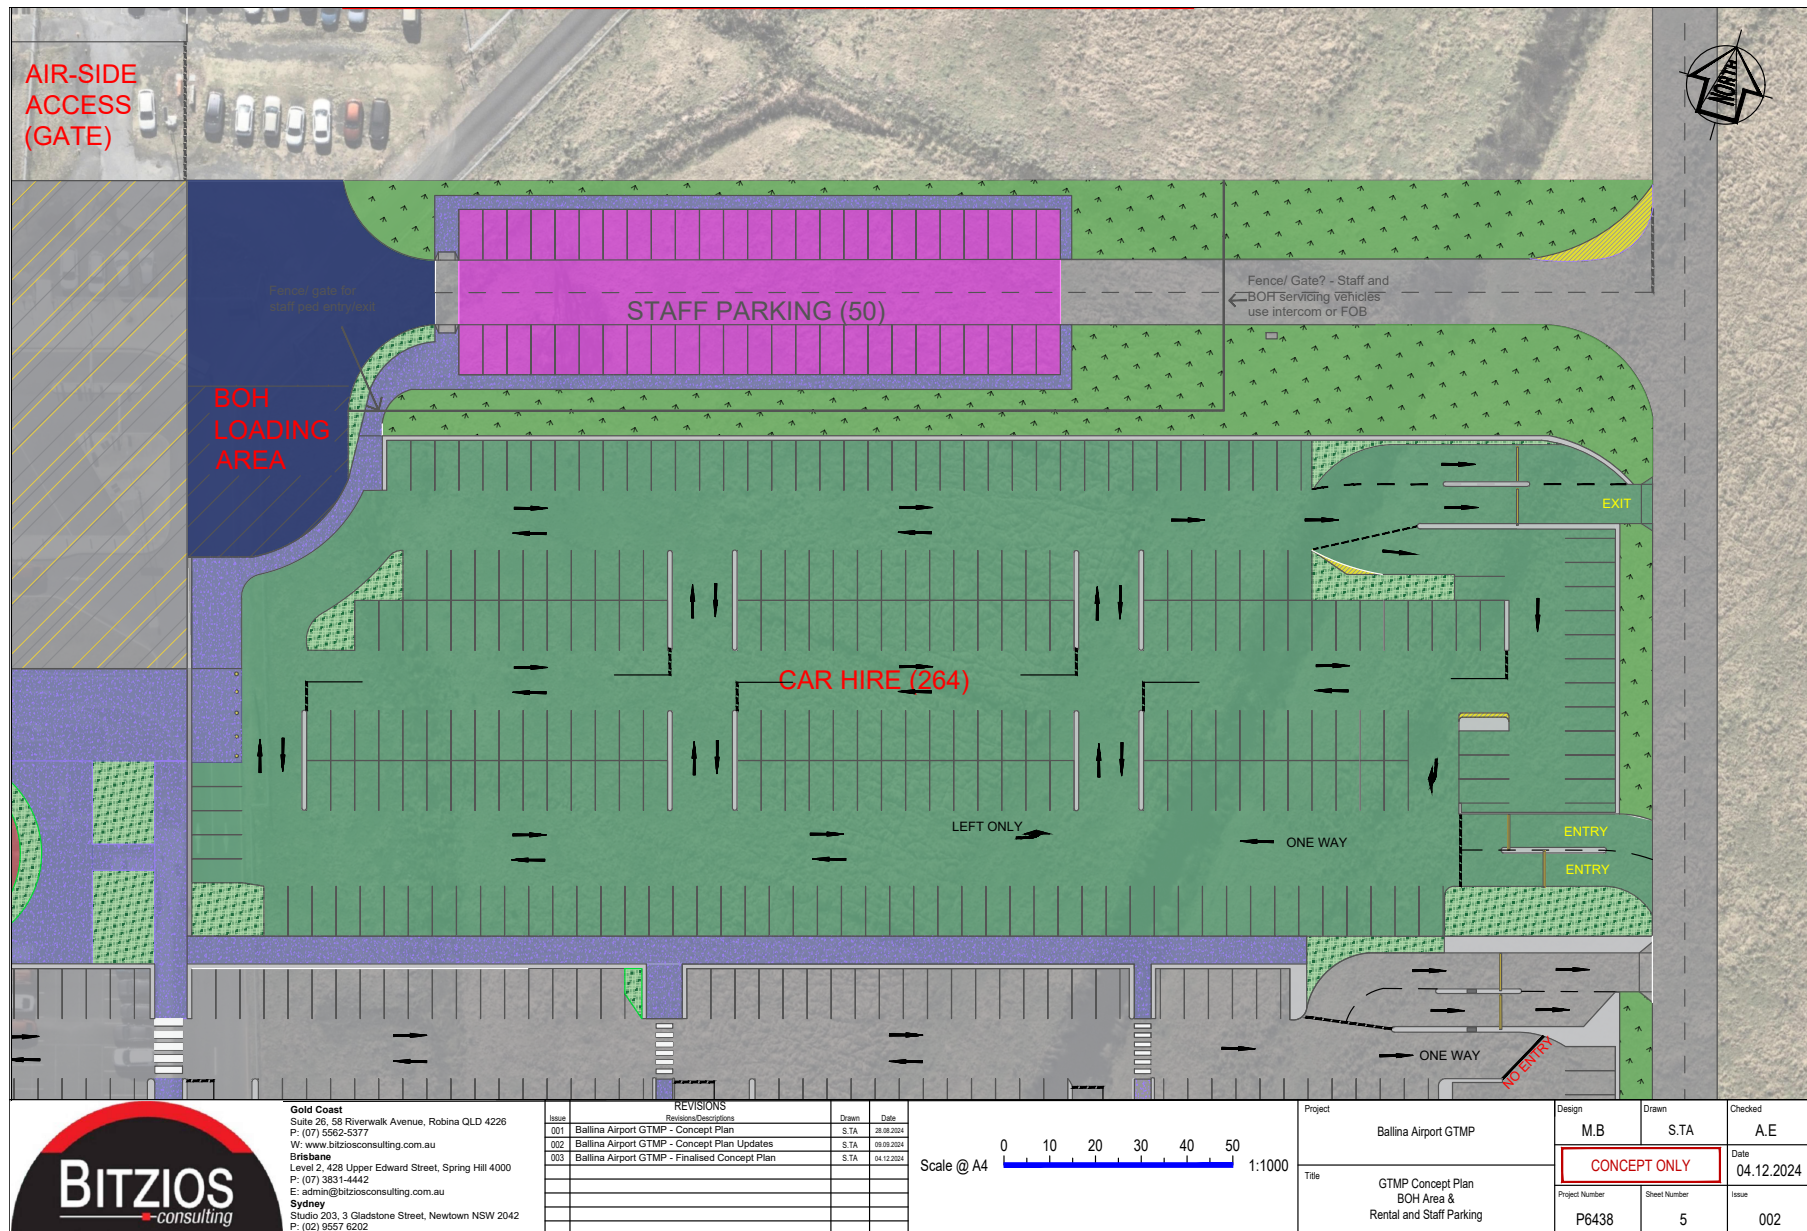 AIR-SIDE
ACCESS
(GATE)
NORTH
Fence/ gate for
staff ped entry/exit
STAFF PARKING (50)
Fence/ Gate? - Staff and
BOH servicing vehicles
use intercom or FOB
BOH
LOADING
AREA
EXIT
CAR HIRE (264)
LEFT ONLY
ONE WAY
ENTRY
ENTRY
ONE WAY
NO ENTRY
BITZIOS
consulting
Gold Coast
Suite 26, 58 Riverwalk Avenue, Robina QLD 4226
P: (07) 5562-5377
W: www.bitziosconsulting.com.au
Brisbane
Level 2, 428 Upper Edward Street, Spring Hill 4000
P: (07) 3831-4442
E: admin@bitziosconsulting.com.au
Sydney
Studio 203, 3 Gladstone Street, Newtown NSW 2042
P: (02) 9557 6202
REVISIONS
Issue Revisions/Descriptions Drawn Date
001 Ballina Airport GTMP - Concept Plan S.TA 28.08.2024
002 Ballina Airport GTMP - Concept Plan Updates S.TA 09.09.2024
003 Ballina Airport GTMP - Finalised Concept Plan S.TA 04.12.2024
Scale @ A4 0 10 20 30 40 50 1:1000
Project
Ballina Airport GTMP
Title
GTMP Concept Plan
BOH Area &
Rental and Staff Parking
Design Drawn Checked
M.B S.TA A.E
CONCEPT ONLY
Date
04.12.2024
Project Number Sheet Number Issue
P6438 5 002